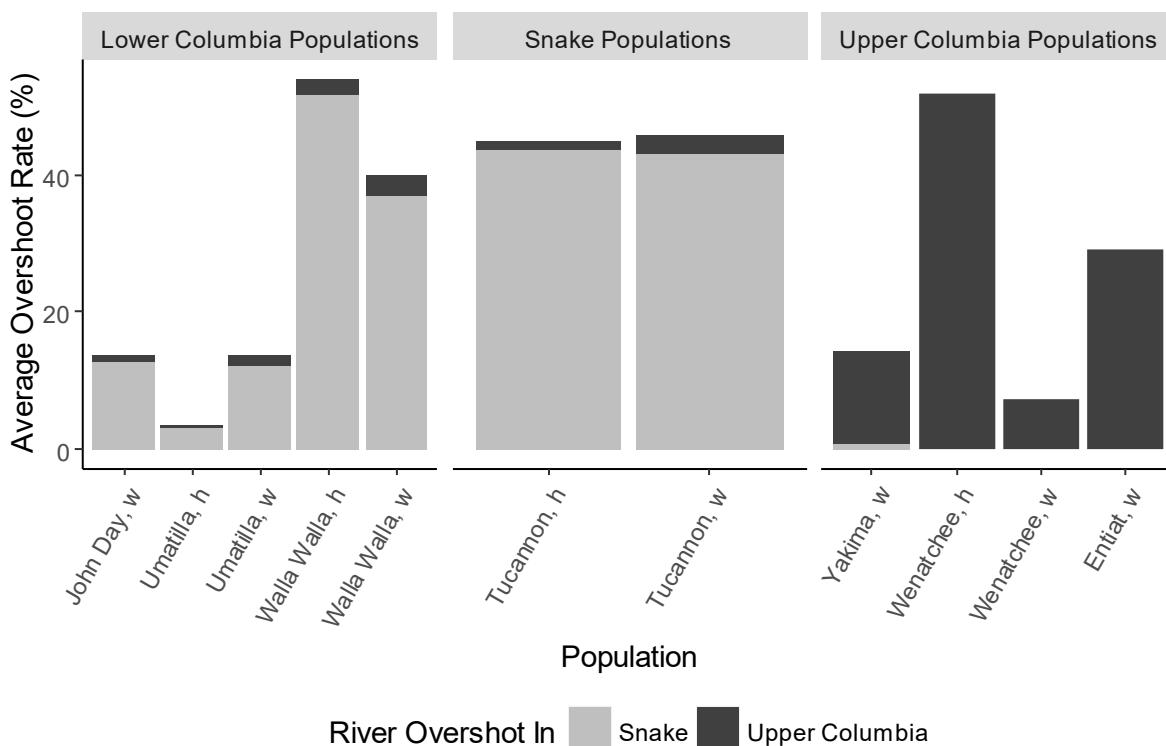 Lower Columbia Populations
Snake Populations
Upper Columbia Populations
Average Overshoot Rate (%)
40
20
0
John Day, w
Umatilla, h
Umatilla, w
Walla Walla, h
Walla Walla, w
Tucannon, h
Tucannon, w
Yakima, w
Wenatchee, h
Wenatchee, w
Entiat, w
Population
River Overshot In Snake Upper Columbia